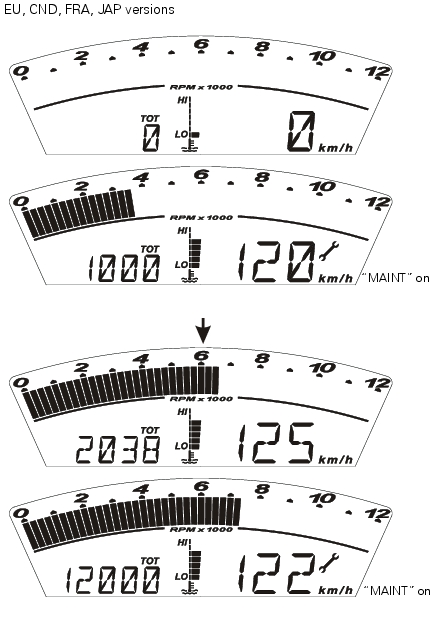 EU, CND, FRA, JAP versions
0 2 4 6 8 10 12
RPM x 1000
HI
TOT
0 LO 0 km/h
0 2 4 6 8 10 12
RPM x 1000
HI
TOT
1000 LO 120 km/h
"MAINT" on
0 2 4 6 8 10 12
RPM x 1000
HI
TOT
2038 LO 125 km/h
0 2 4 6 8 10 12
RPM x 1000
HI
TOT
12000 LO 122 km/h
"MAINT" on